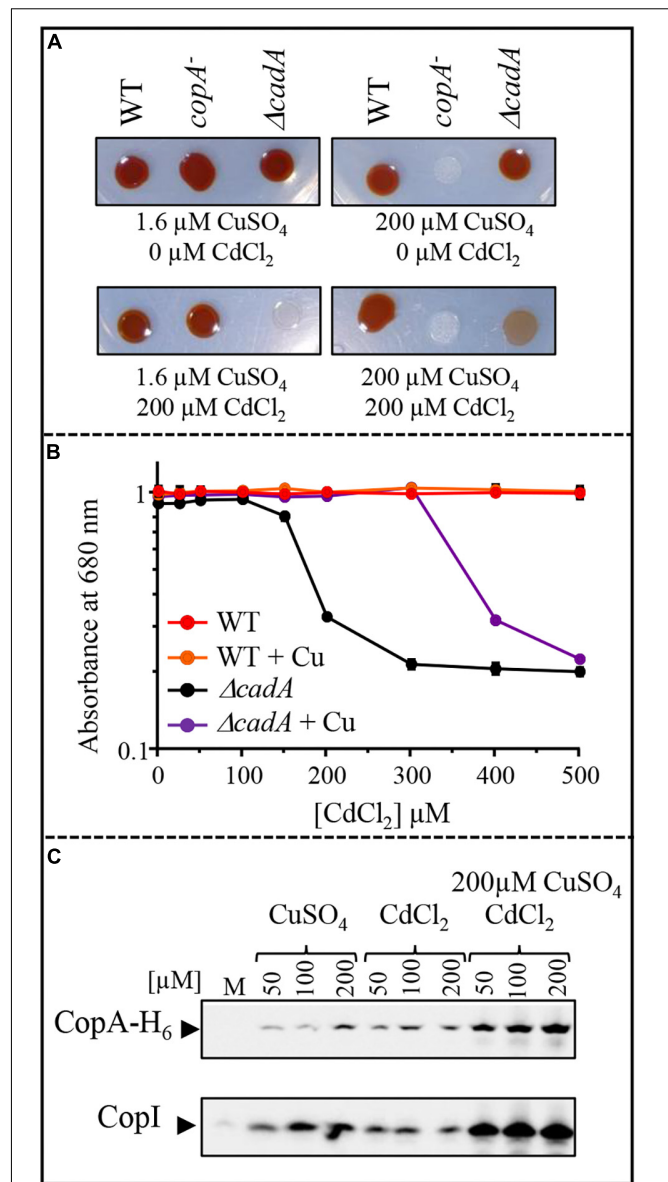 A
WT copA- ΔcadA WT copA- ΔcadA
1.6 µM CuSO4 200 µM CuSO4
0 µM CdCl2 0 µM CdCl2
1.6 µM CuSO4 200 µM CuSO4
200 µM CdCl2 200 µM CdCl2
B
Absorbance at 680 nm
1
0.1
WT
WT + Cu
ΔcadA
ΔcadA + Cu
0 100 200 300 400 500
[CdCl2] µM
C
200µM CuSO4
CuSO4 CdCl2 CdCl2
[µM] M 50 100 200 50 100 200 50 100 200
CopA-H6
CopI